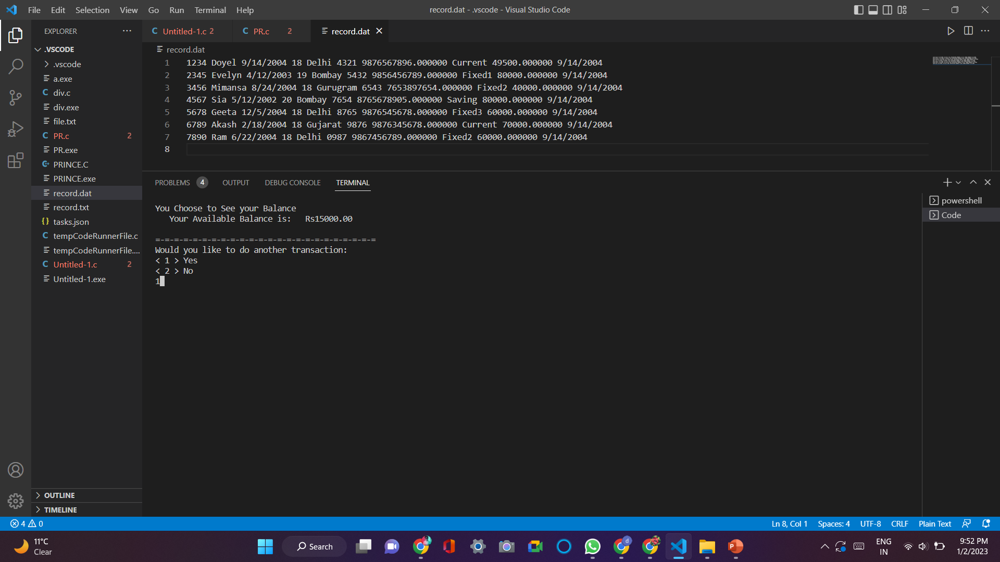 File Edit Selection View Go Run Terminal Help
record.dat - .vscode - Visual Studio Code
EXPLORER
.VSCODE
.vscode
a.exe
div.c
div.exe
file.txt
PR.c 2
PR.exe
PRINCE.C
PRINCE.exe
record.dat
record.txt
tasks.json
tempCodeRunnerFile.c
tempCodeRunnerFile....
Untitled-1.c 2
Untitled-1.exe
OUTLINE
TIMELINE
Untitled-1.c 2 PR.c 2 record.dat
record.dat
1 1234 Doyel 9/14/2004 18 Delhi 4321 9876567896.000000 Current 49500.000000 9/14/2004
2 2345 Evelyn 4/12/2003 19 Bombay 5432 9856456789.000000 Fixed1 80000.000000 9/14/2004
3 3456 Mimansa 8/24/2004 18 Gurugram 6543 7653897654.000000 Fixed2 40000.000000 9/14/2004
4 4567 Sia 5/12/2002 20 Bombay 7654 8765678905.000000 Saving 80000.000000 9/14/2004
5 5678 Geeta 12/5/2004 18 Delhi 8765 9876545678.000000 Fixed3 60000.000000 9/14/2004
6 6789 Akash 2/18/2004 18 Gujarat 9876 9876345678.000000 Current 70000.000000 9/14/2004
7 7890 Ram 6/22/2004 18 Delhi 0987 9867456789.000000 Fixed2 60000.000000 9/14/2004
8
PROBLEMS 4 OUTPUT DEBUG CONSOLE TERMINAL
You Choose to See your Balance
Your Available Balance is: Rs15000.00
=-=-=-=-=-=-=-=-=-=-=-=-=-=-=-=-=-=-=-=-=-=-=-=
Would you like to do another transaction:
< 1 > Yes
< 2 > No
1
powershell
Code
4 0
Ln 8, Col 1 Spaces: 4 UTF-8 CRLF Plain Text
11°C
Clear
Search
ENG
IN
9:52 PM
1/2/2023